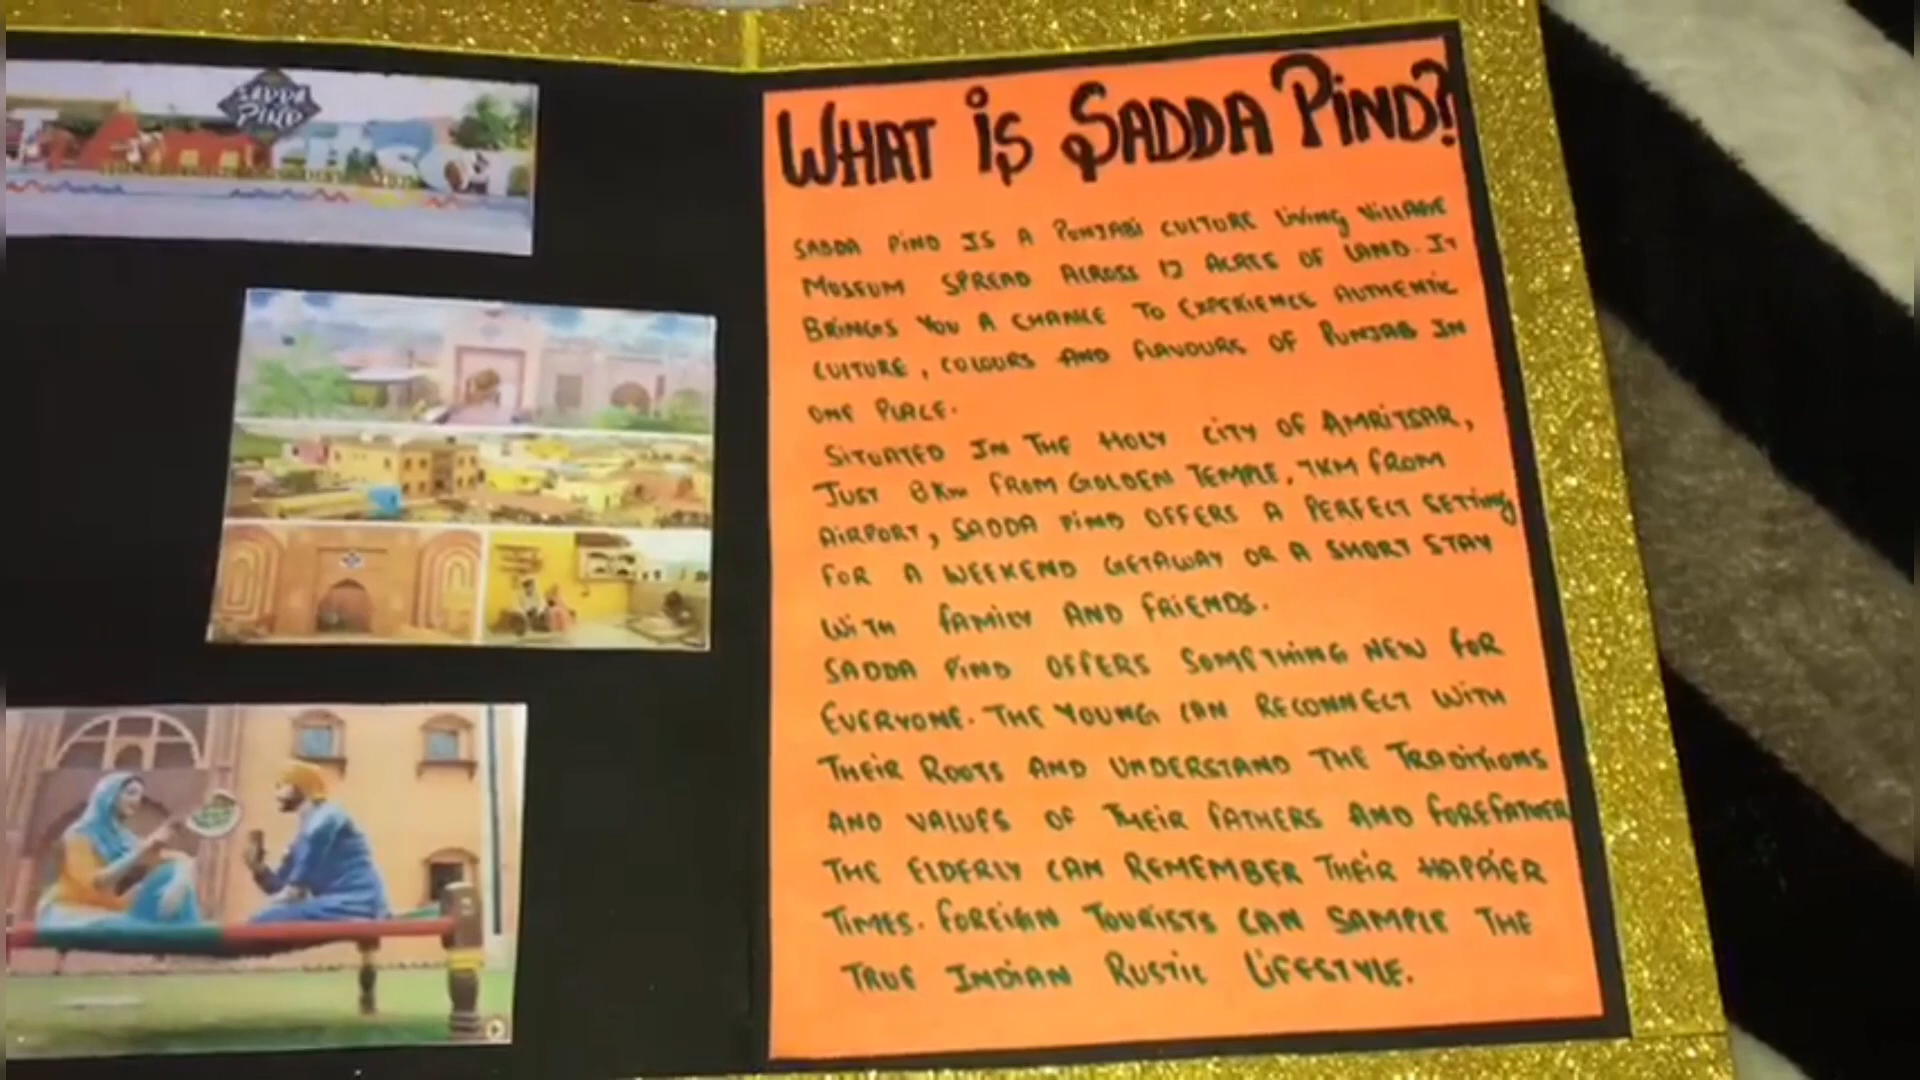 SADDA
PIND
WHAT iS SADDA PiND?
SADDA PiND IS A PUNJABi CULTURE LiViNg ViLLAGE
MUSEUM SPREAD ACROSS 12 ACRES OF LAND. IT
BRINGS YOU A CHANCE TO EXPERIENCE AUTHENTiC
CULTURE, COLOURS AND FLAVOURS OF PUNJAB IN
ONE PLACE.
SiTUATED IN THE HOLY CiTY OF AMRiTSAR,
JUST 8 Km FROM GOLDEN TEMPLE, 7KM FROM
AiRPORT, SADDA PiND OFFERS A PERFECT SETTiNg
FOR A WEEKEND GETAWAY OR A SHORT STAY
WiTH FAMiLY AND FRiENDS.
SADDA PiND OFFERS SOMETHING NEW FOR
EVERYONE. THE YOUNG CAN RECONNECT WiTH
THEiR ROOTS AND UNDERSTAND THE TRADiTiONS
AND VALUES OF THEiR FATHERS AND FOREFATHER
THE ELDERLY CAN REMEMBER THEiR HAPPiER
TiMES. FOREiGN TOURiSTS CAN SAMPLE THE
TRUE INDiAN RUSTiC LiFESTYLE.